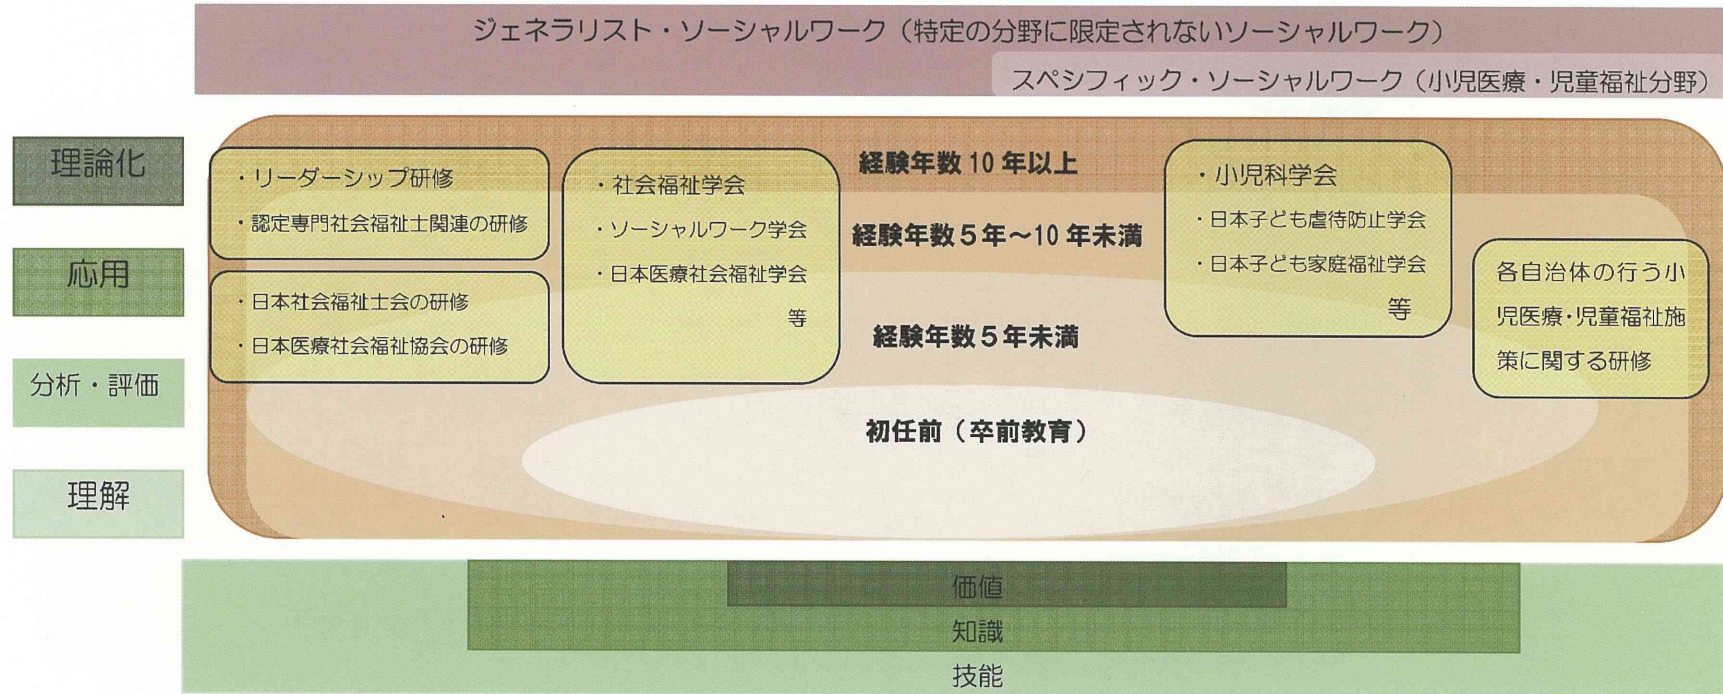 ジェネラリスト・ソーシャルワーク（特定の分野に限定されないソーシャルワーク）
スペシフィック・ソーシャルワーク（小児医療・児童福祉分野）
理論化
応用
分析・評価
理解
・リーダーシップ研修
・認定専門社会福祉士関連の研修
・日本社会福祉士会の研修
・日本医療社会福祉協会の研修
・社会福祉学会
・ソーシャルワーク学会
・日本医療社会福祉学会
等
経験年数 10 年以上
経験年数５年～10 年未満
経験年数５年未満
初任前（卒前教育）
・小児科学会
・日本子ども虐待防止学会
・日本子ども家庭福祉学会
等
各自治体の行う小
児医療・児童福祉施
策に関する研修
価値
知識
技能